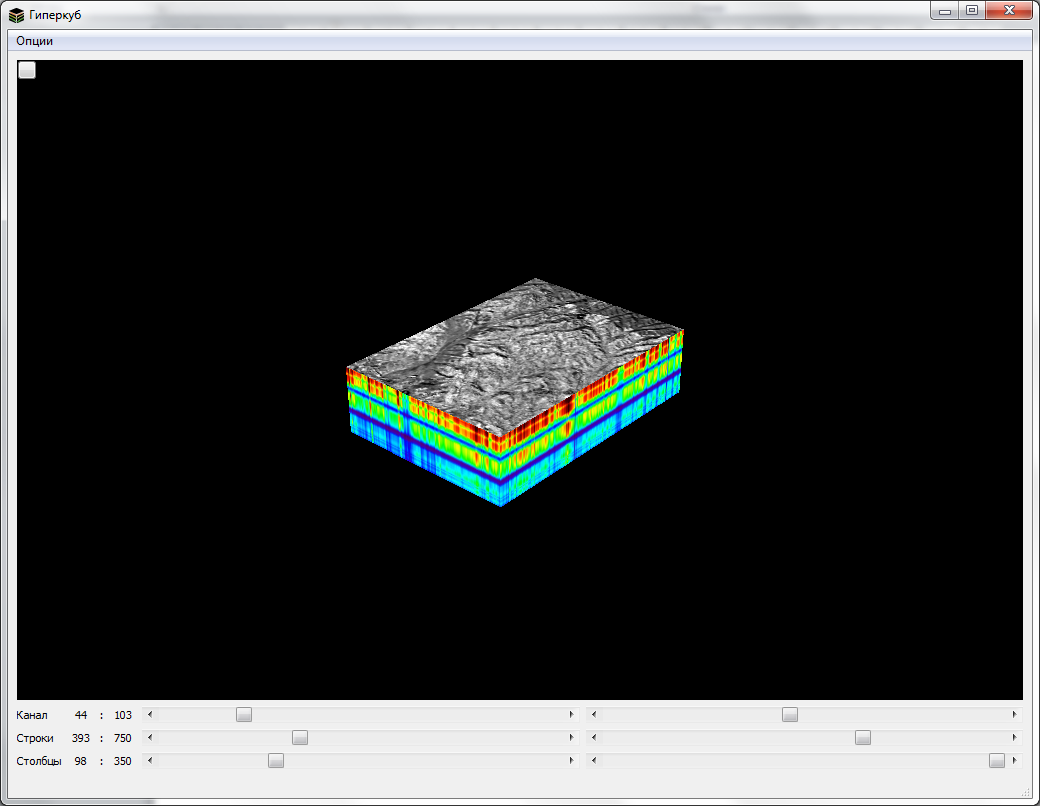 Гиперкуб
Опции
Канал 44 : 103
Строки 393 : 750
Столбцы 98 : 350